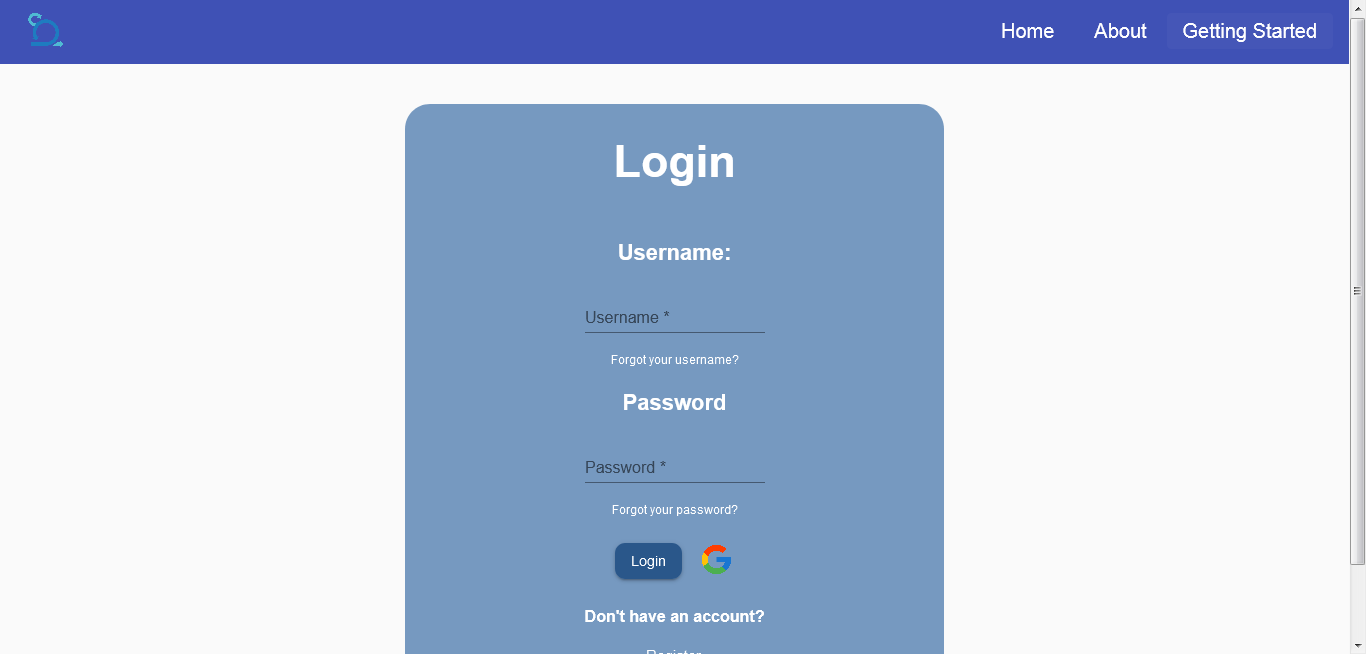 Home About Getting Started
Login
Username:
Username *
Forgot your username?
Password
Password *
Forgot your password?
Login
Don't have an account?
Register